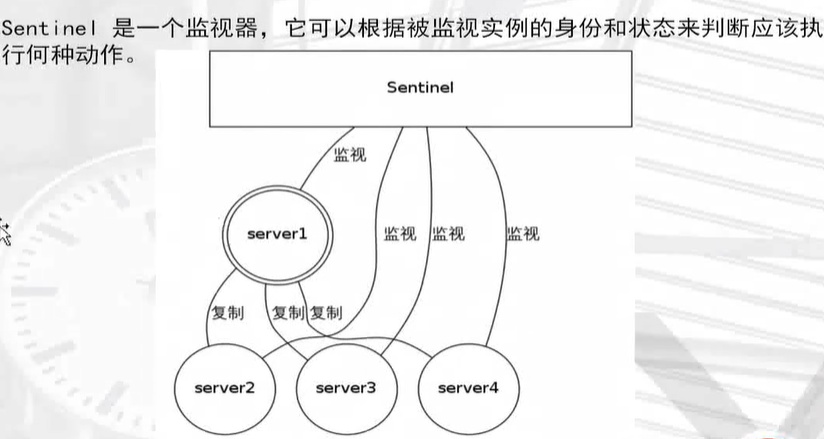 Sentinel 是一个监视器，它可以根据被监视实例的身份和状态来判断应该执
行何种动作。
Sentinel
监视
server1
监视 监视 监视
复制 复制 复制
server2 server3 server4